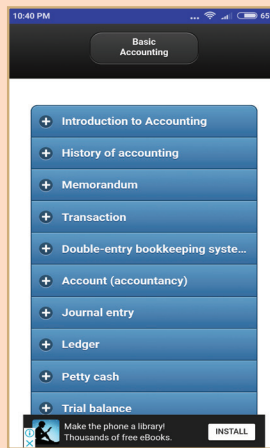 10:40 PM ... 65
Basic
Accounting
Introduction to Accounting
History of accounting
Memorandum
Transaction
Double-entry bookkeeping syste...
Account (accountancy)
Journal entry
Ledger
Petty cash
Trial balance
Make the phone a library!
Thousands of free eBooks.
INSTALL